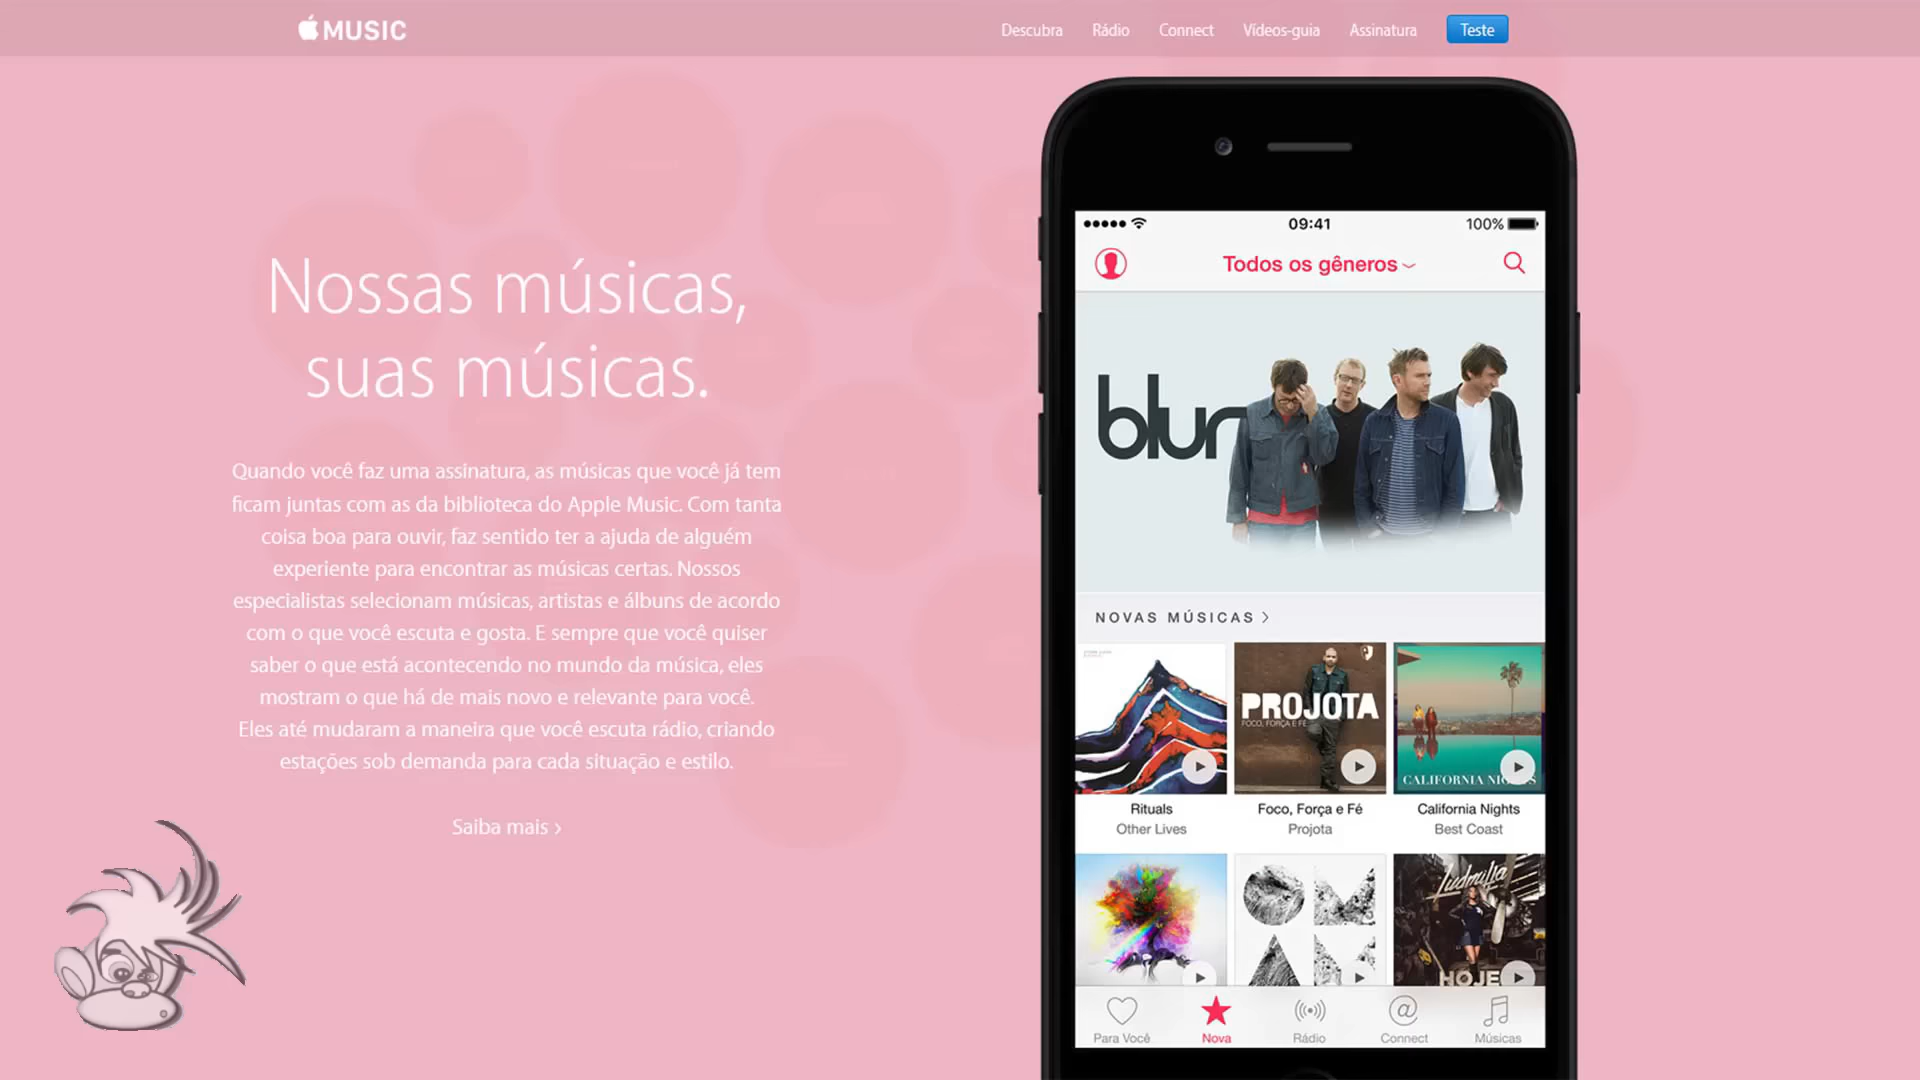 MUSIC
Descubra Rádio Connect Vídeos-guia Assinatura Teste
Nossas músicas,
suas músicas.
Quando você faz uma assinatura, as músicas que você já tem
ficam juntas com as da biblioteca do Apple Music. Com tanta
coisa boa para ouvir, faz sentido ter a ajuda de alguém
experiente para encontrar as músicas certas. Nossos
especialistas selecionam músicas, artistas e álbuns de acordo
com o que você escuta e gosta. E sempre que você quiser
saber o que está acontecendo no mundo da música, eles
mostram o que há de mais novo e relevante para você.
Eles até mudaram a maneira que você escuta rádio, criando
estações sob demanda para cada situação e estilo.
Saiba mais ›
09:41 100%
Todos os gêneros
blur
NOVAS MÚSICAS >
PROJOTA
FOCO, FORÇA E FÉ
CALIFORNIA NIGHTS
Rituals Foco, Força e Fé California Nights
Other Lives Projota Best Coast
Ludmilla
HOJE
Para Você Nova Rádio Connect Músicas